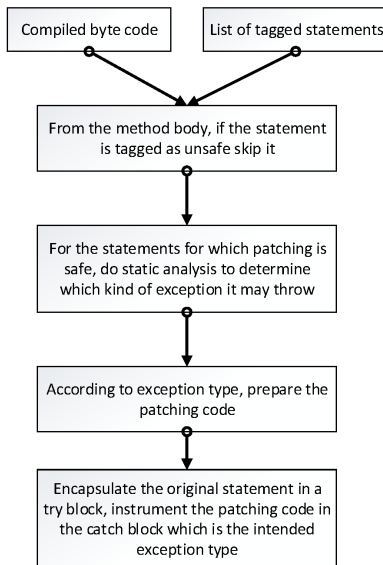 Compiled byte code
List of tagged statements
From the method body, if the statement
is tagged as unsafe skip it
For the statements for which patching is
safe, do static analysis to determine
which kind of exception it may throw
According to exception type, prepare the
patching code
Encapsulate the original statement in a
try block, instrument the patching code in
the catch block which is the intended
exception type